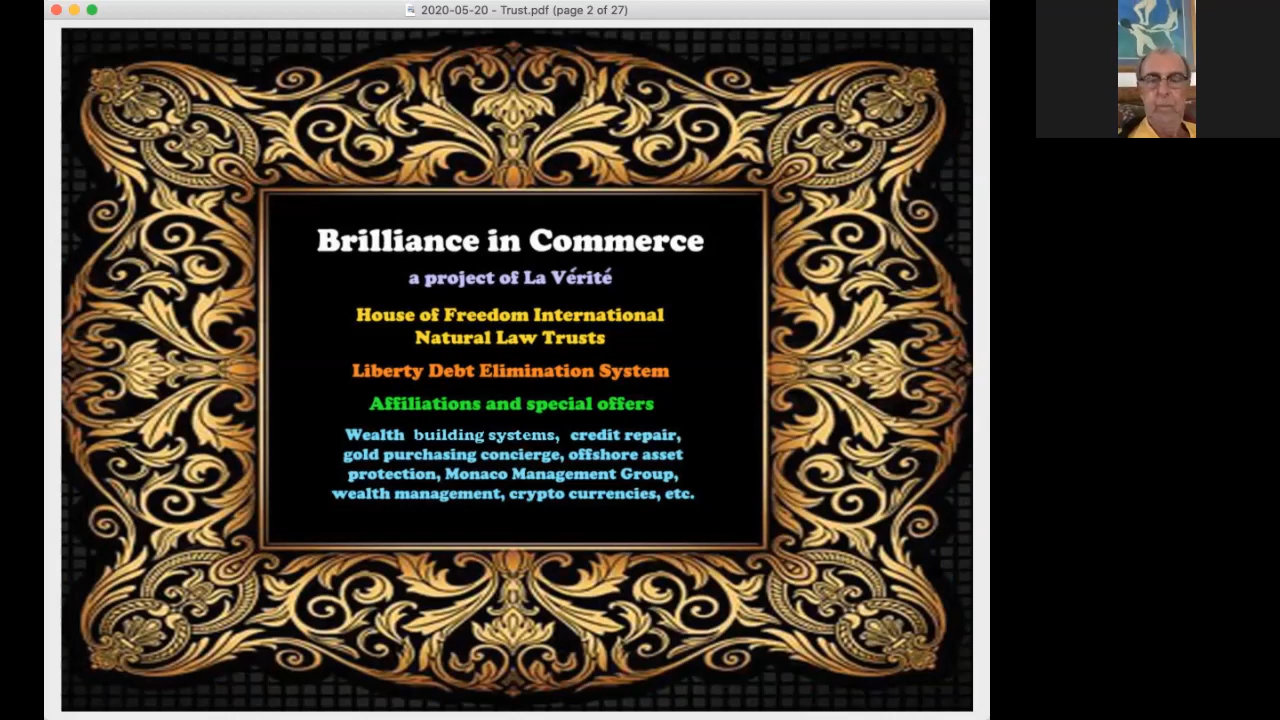 2020-05-20 - Trust.pdf (page 2 of 27)
Brilliance in Commerce
a project of La Vérité
House of Freedom International
Natural Law Trusts
Liberty Debt Elimination System
Affiliations and special offers
Wealth building systems, credit repair,
gold purchasing concierge, offshore asset
protection, Monaco Management Group,
wealth management, crypto currencies, etc.